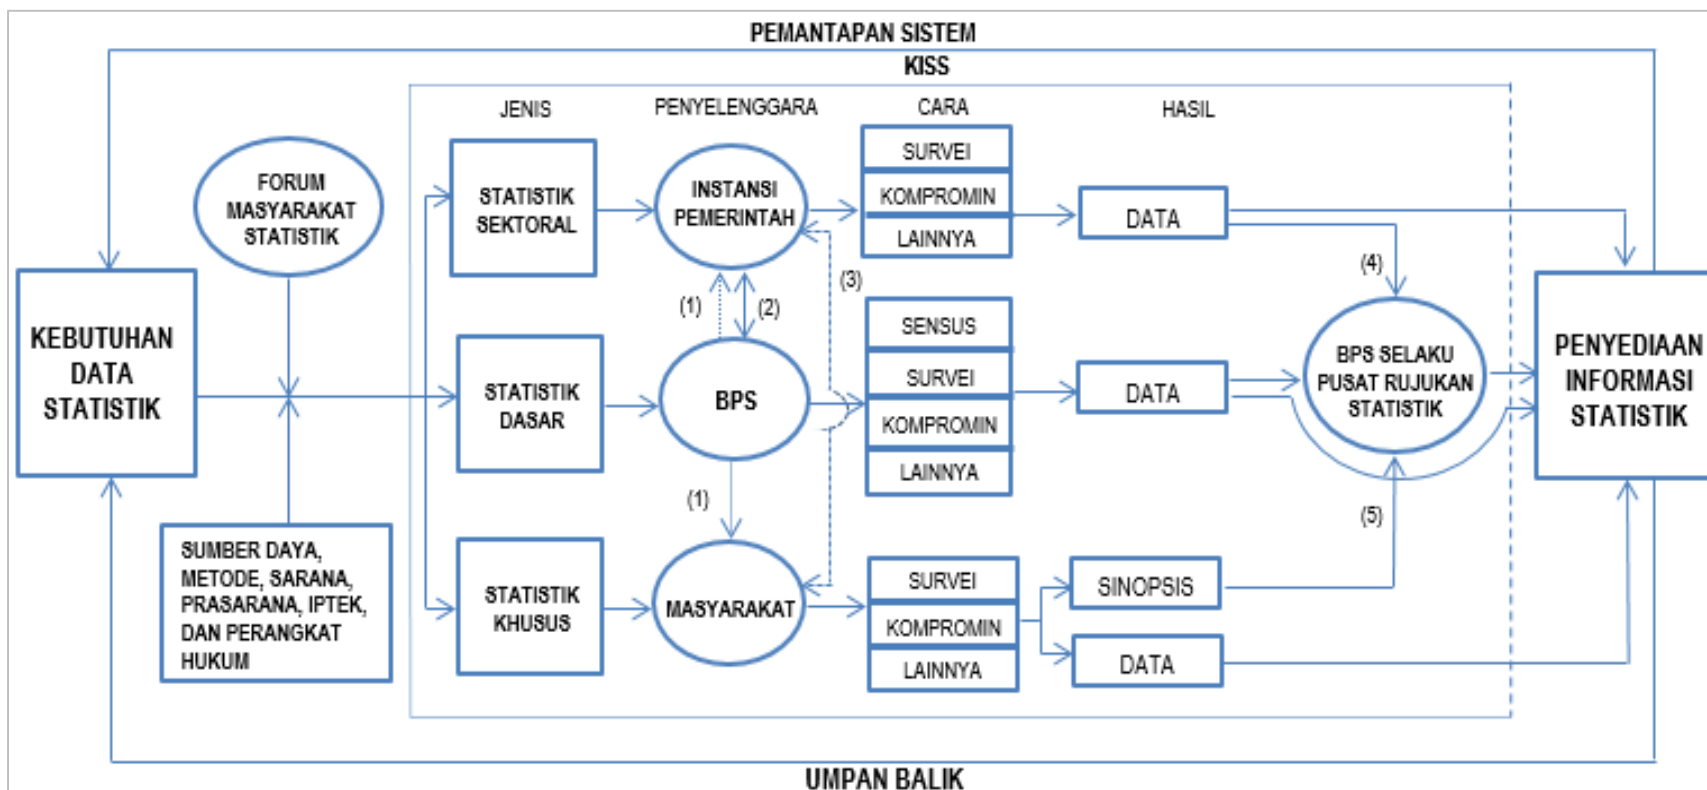 PEMANTAPAN SISTEM
KISS
JENIS
PENYELENGGARA
CARA
HASIL
FORUM
MASYARAKAT
STATISTIK
KEBUTUHAN
DATA
STATISTIK
SUMBER DAYA,
METODE, SARANA,
PRASARANA, IPTEK,
DAN PERANGKAT
HUKUM
STATISTIK
SEKTORAL
INSTANSI
PEMERINTAH
SURVEI
KOMPROMIN
LAINNYA
DATA
(1)
(2)
(3)
(4)
STATISTIK
DASAR
BPS
SENSUS
SURVEI
KOMPROMIN
LAINNYA
DATA
BPS SELAKU
PUSAT RUJUKAN
STATISTIK
PENYEDIAAN
INFORMASI
STATISTIK
(1)
(5)
STATISTIK
KHUSUS
MASYARAKAT
SURVEI
KOMPROMIN
LAINNYA
SINOPSIS
DATA
UMPAN BALIK